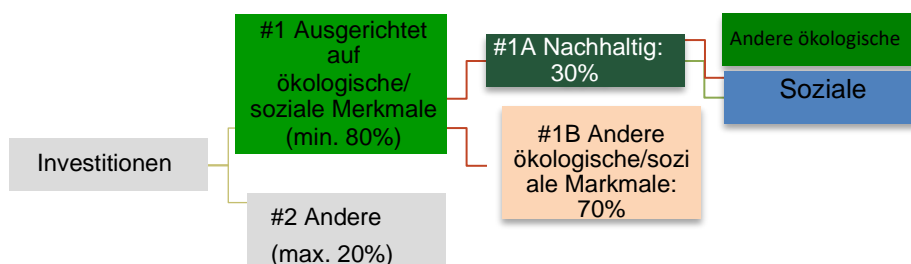 Investitionen
#1 Ausgerichtet
auf
ökologische/
soziale Merkmale
(min. 80%)
#2 Andere
(max. 20%)
#1A Nachhaltig:
30%
#1B Andere
ökologische/sozi
ale Markmale:
70%
Andere ökologische
Soziale